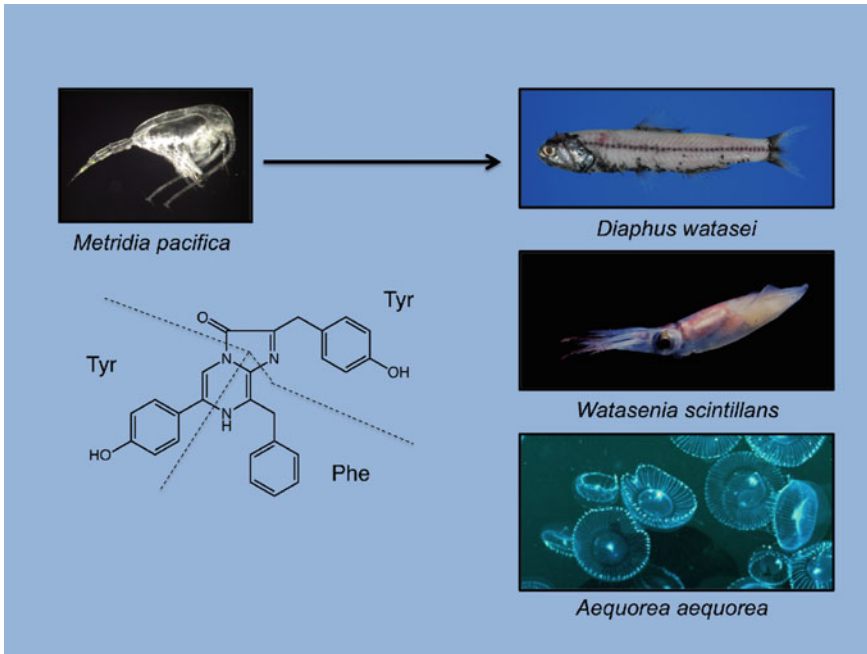 Metridia pacifica
Diaphus watasei
Tyr
O
N
N
OH
Tyr
N
H
HO
Phe
Watasenia scintillans
Aequorea aequorea